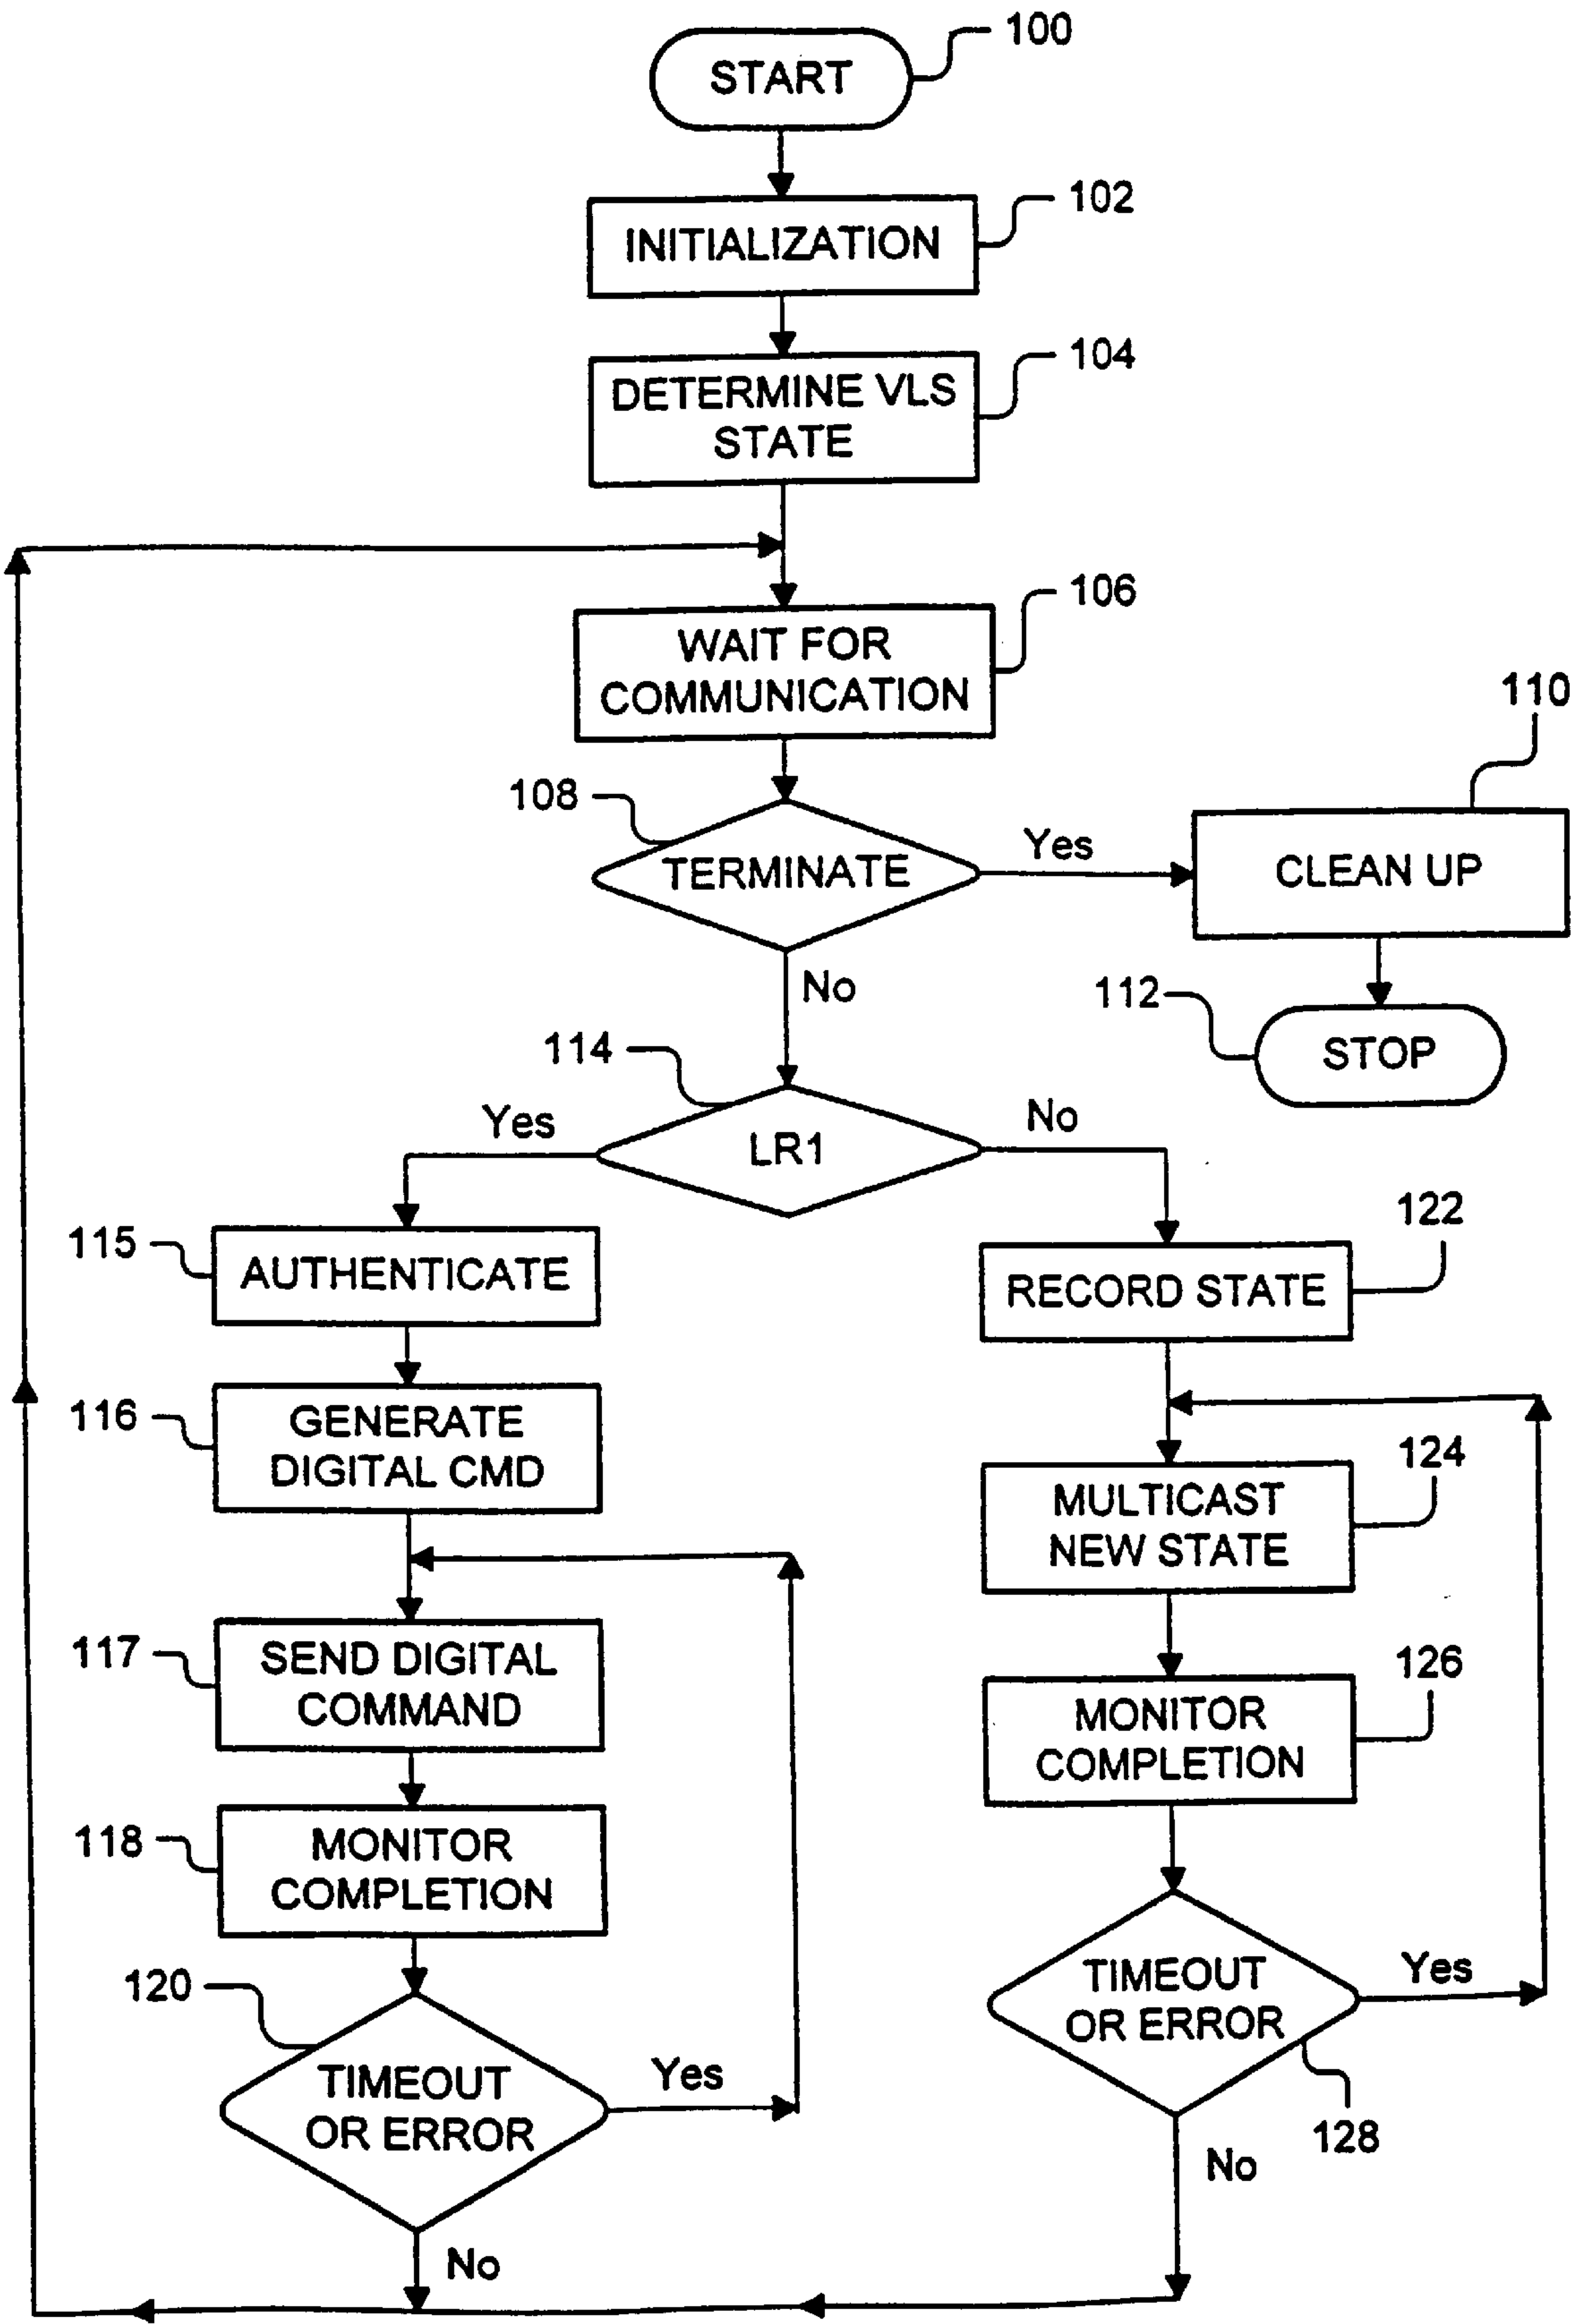 100
START
102
INITIALIZATION
104
DETERMINE VLS
STATE
106
WAIT FOR
COMMUNICATION
110
108
TERMINATE
Yes
CLEAN UP
No
112
STOP
114
Yes
LR1
No
115
AUTHENTICATE
122
RECORD STATE
116
GENERATE
DIGITAL CMD
124
MULTICAST
NEW STATE
117
SEND DIGITAL
COMMAND
126
MONITOR
COMPLETION
118
MONITOR
COMPLETION
120
TIMEOUT
OR ERROR
Yes
No
TIMEOUT
OR ERROR
Yes
128
No